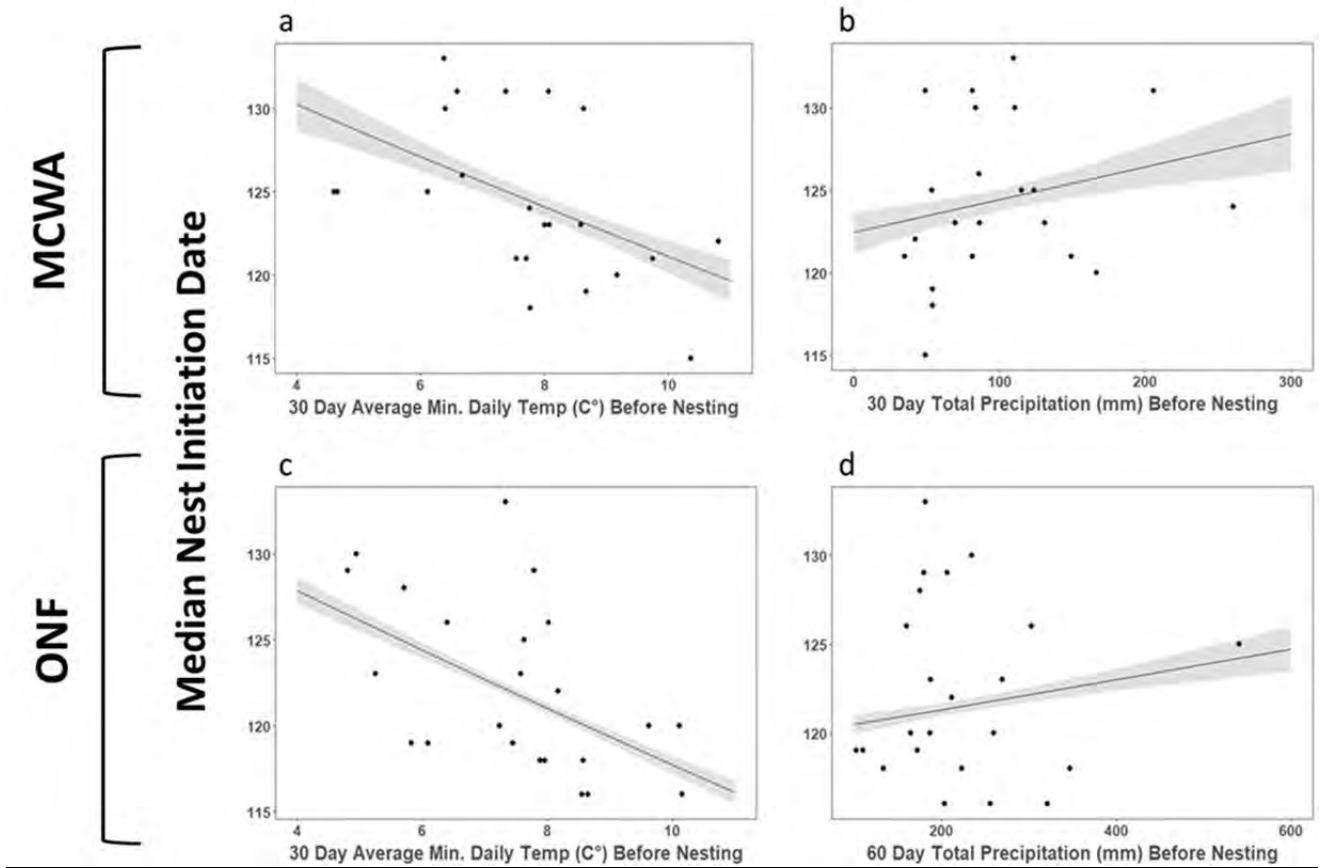 MCWA
ONF
Median Nest Initiation Date
a
130
125
120
115
4
6
8
10
30 Day Average Min. Daily Temp (C°) Before Nesting
b
130
125
120
115
0
100
200
300
30 Day Total Precipitation (mm) Before Nesting
c
130
125
120
115
4
6
8
10
30 Day Average Min. Daily Temp (C°) Before Nesting
d
130
125
120
200
400
600
60 Day Total Precipitation (mm) Before Nesting